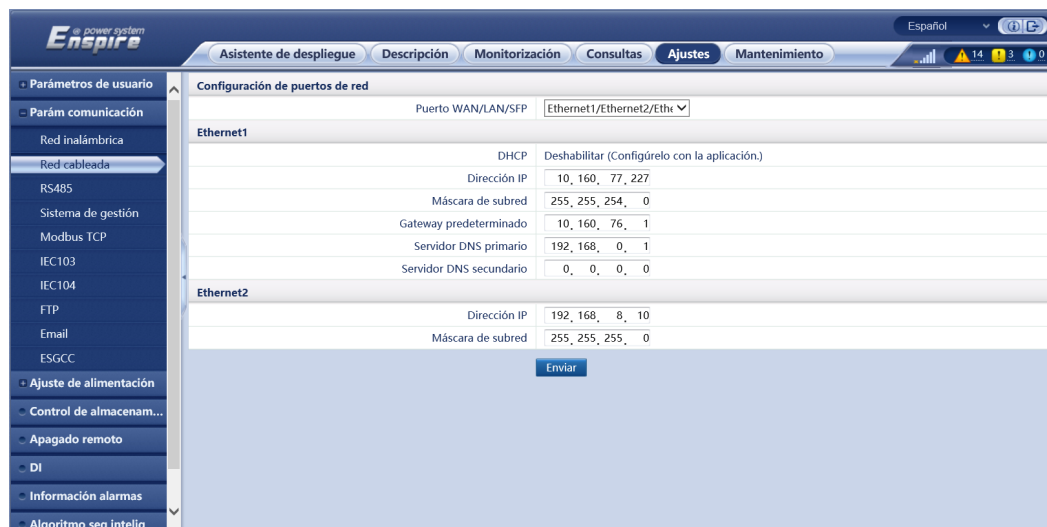 e power system
Enspire
Español
Asistente de despliegue Descripción Monitorización Consultas Ajustes Mantenimiento
14 3 0
Parámetros de usuario
Parám comunicación
Red inalámbrica
Red cableada
RS485
Sistema de gestión
Modbus TCP
IEC103
IEC104
FTP
Email
ESGCC
Ajuste de alimentación
Control de almacenam...
Apagado remoto
DI
Información alarmas
Algoritmo seg intelig
Configuración de puertos de red
Puerto WAN/LAN/SFP Ethernet1/Ethernet2/Ethe
Ethernet1
DHCP Deshabilitar (Configúrelo con la aplicación.)
Dirección IP 10. 160. 77. 227
Máscara de subred 255. 255. 254. 0
Gateway predeterminado 10. 160. 76. 1
Servidor DNS primario 192. 168. 0. 1
Servidor DNS secundario 0. 0. 0. 0
Ethernet2
Dirección IP 192. 168. 8. 10
Máscara de subred 255. 255. 255. 0
Enviar